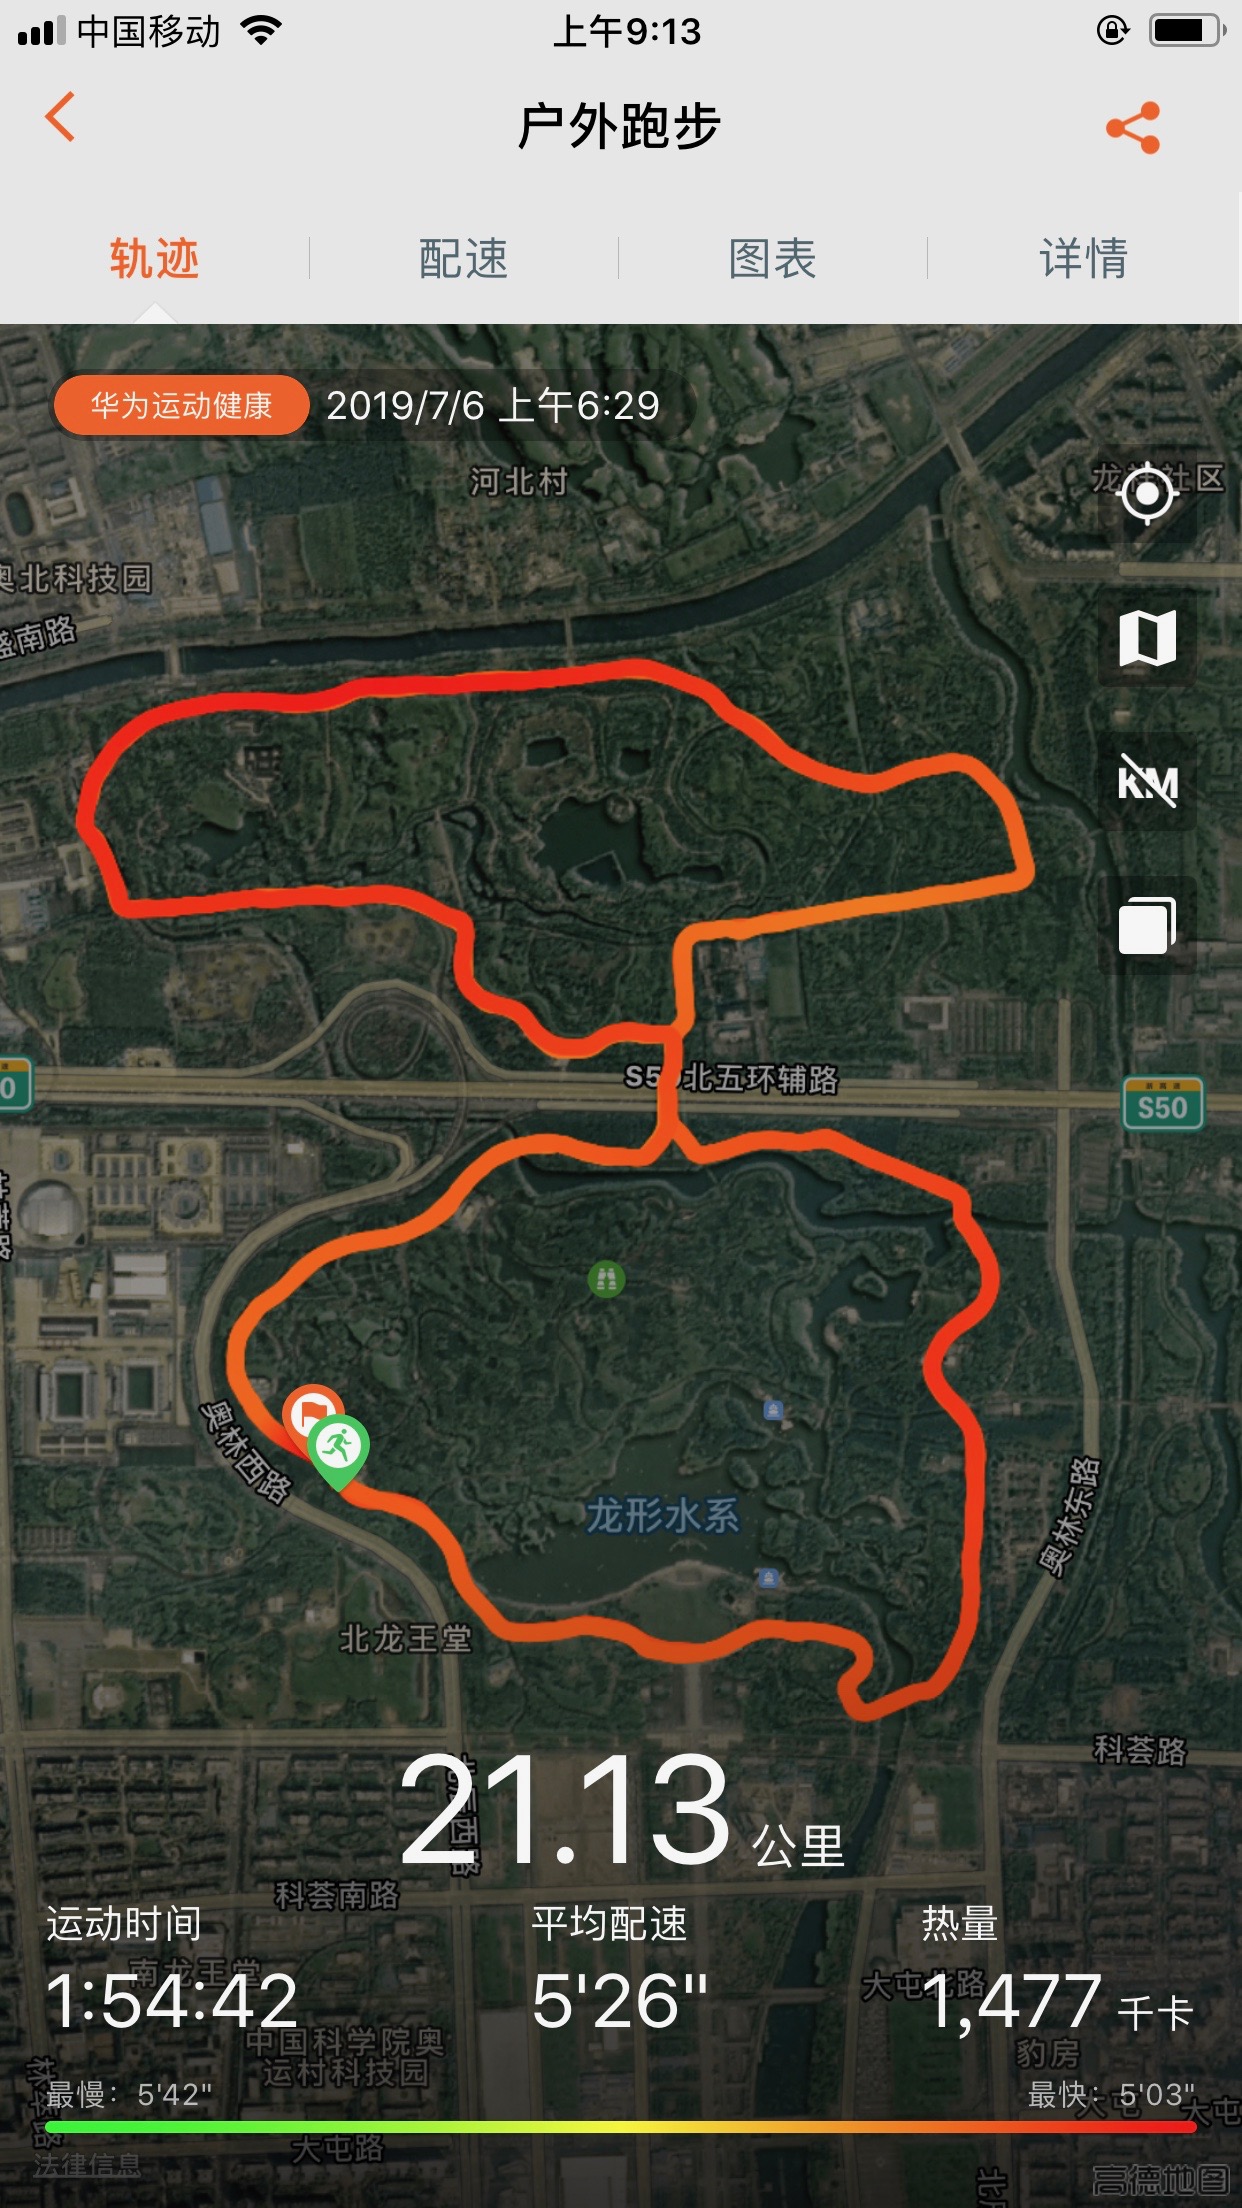 中国移动 上午9:13
户外跑步
轨迹 配速 图表 详情
华为运动健康 2019/7/6 上午6:29
河北村
奥北科技园
盛南路
KM
S50北五环辅路
S50
奥林西路
龙形水系
奥林东路
北龙王堂
科荟路
21.13 公里
科荟南路
运动时间 平均配速 热量
南龙王堂
大屯北路
1:54:42 5'26" 1,477 千卡
中国科学院奥
运村科技园
豹房
最慢：5'42" 最快：5'03"
大屯路
法律信息
高德地图